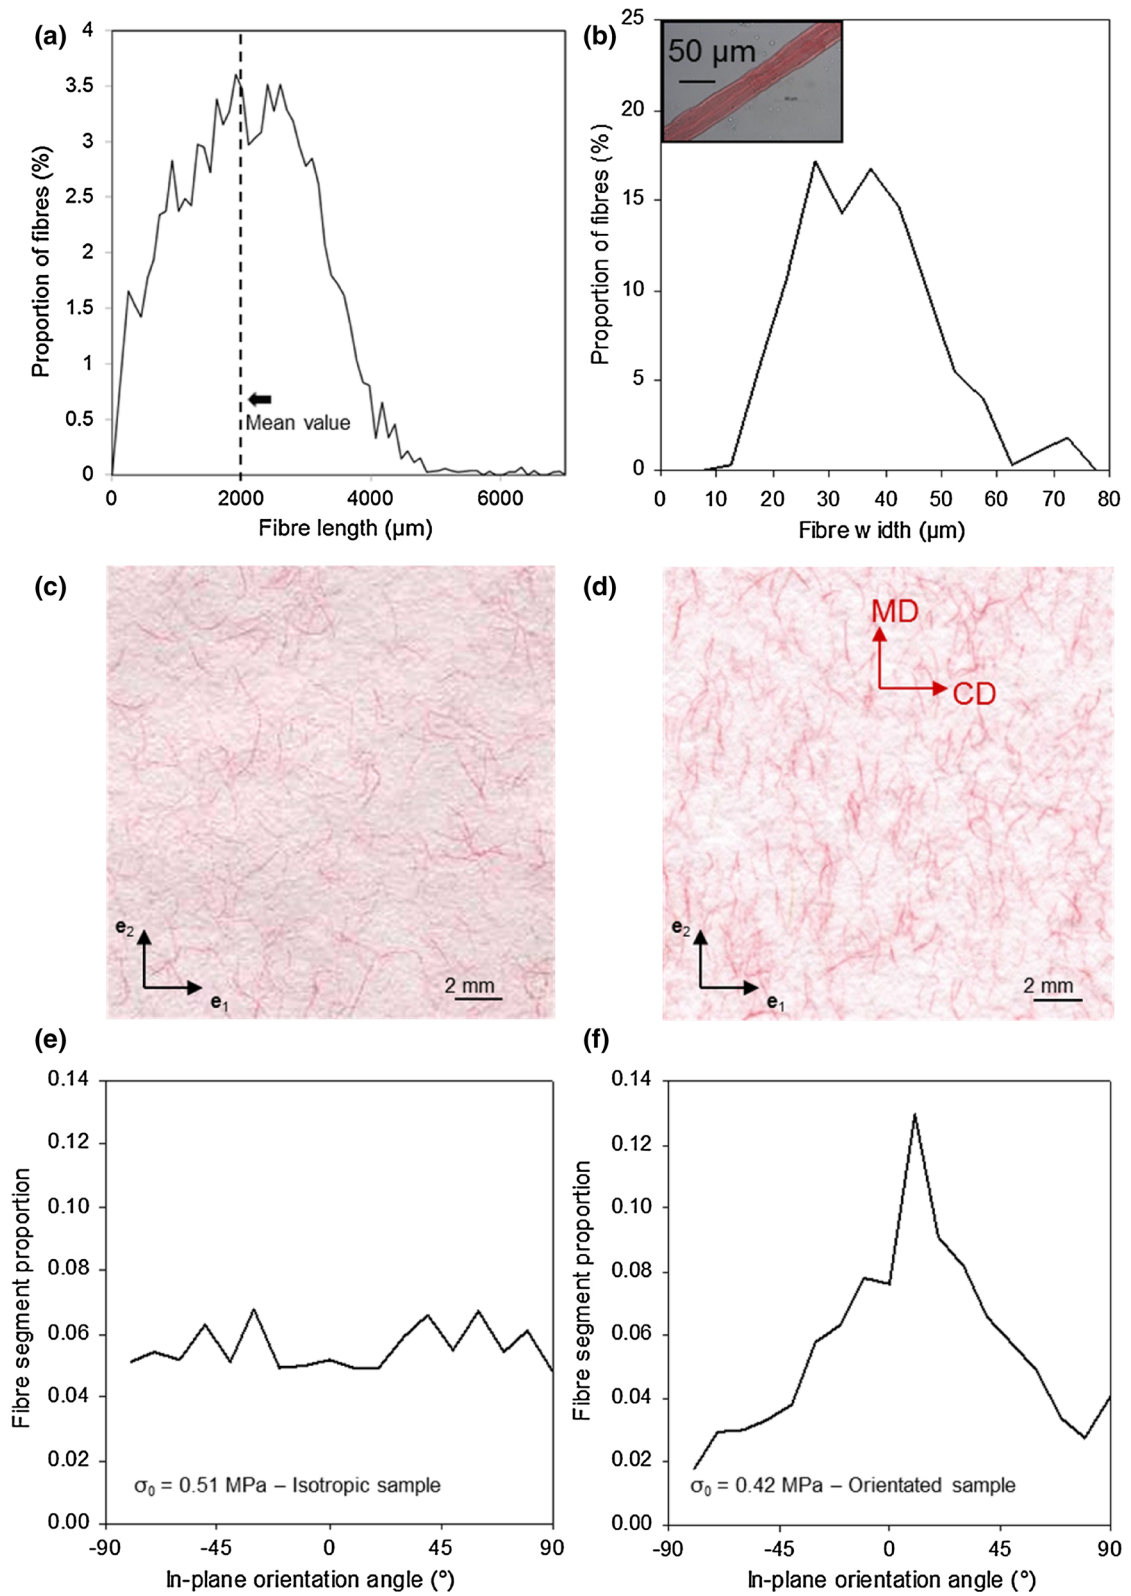 (a)
4
3.5
3
2.5
2
1.5
1
0.5
0
Proportion of fibres (%)
Mean value
0 2000 4000 6000
Fibre length (µm)
(b)
50 µm
25
20
15
10
5
0
Proportion of fibres (%)
0 10 20 30 40 50 60 70 80
Fibre w idth (µm)
(c)
e2
e1
2 mm
(d)
MD
CD
e2
e1
2 mm
(e)
0.14
0.12
0.10
0.08
0.06
0.04
0.02
0.00
Fibre segment proportion
σ0 = 0.51 MPa – Isotropic sample
-90 -45 0 45 90
In-plane orientation angle (°)
(f)
0.14
0.12
0.10
0.08
0.06
0.04
0.02
0.00
Fibre segment proportion
σ0 = 0.42 MPa – Orientated sample
-90 -45 0 45 90
In-plane orientation angle (°)